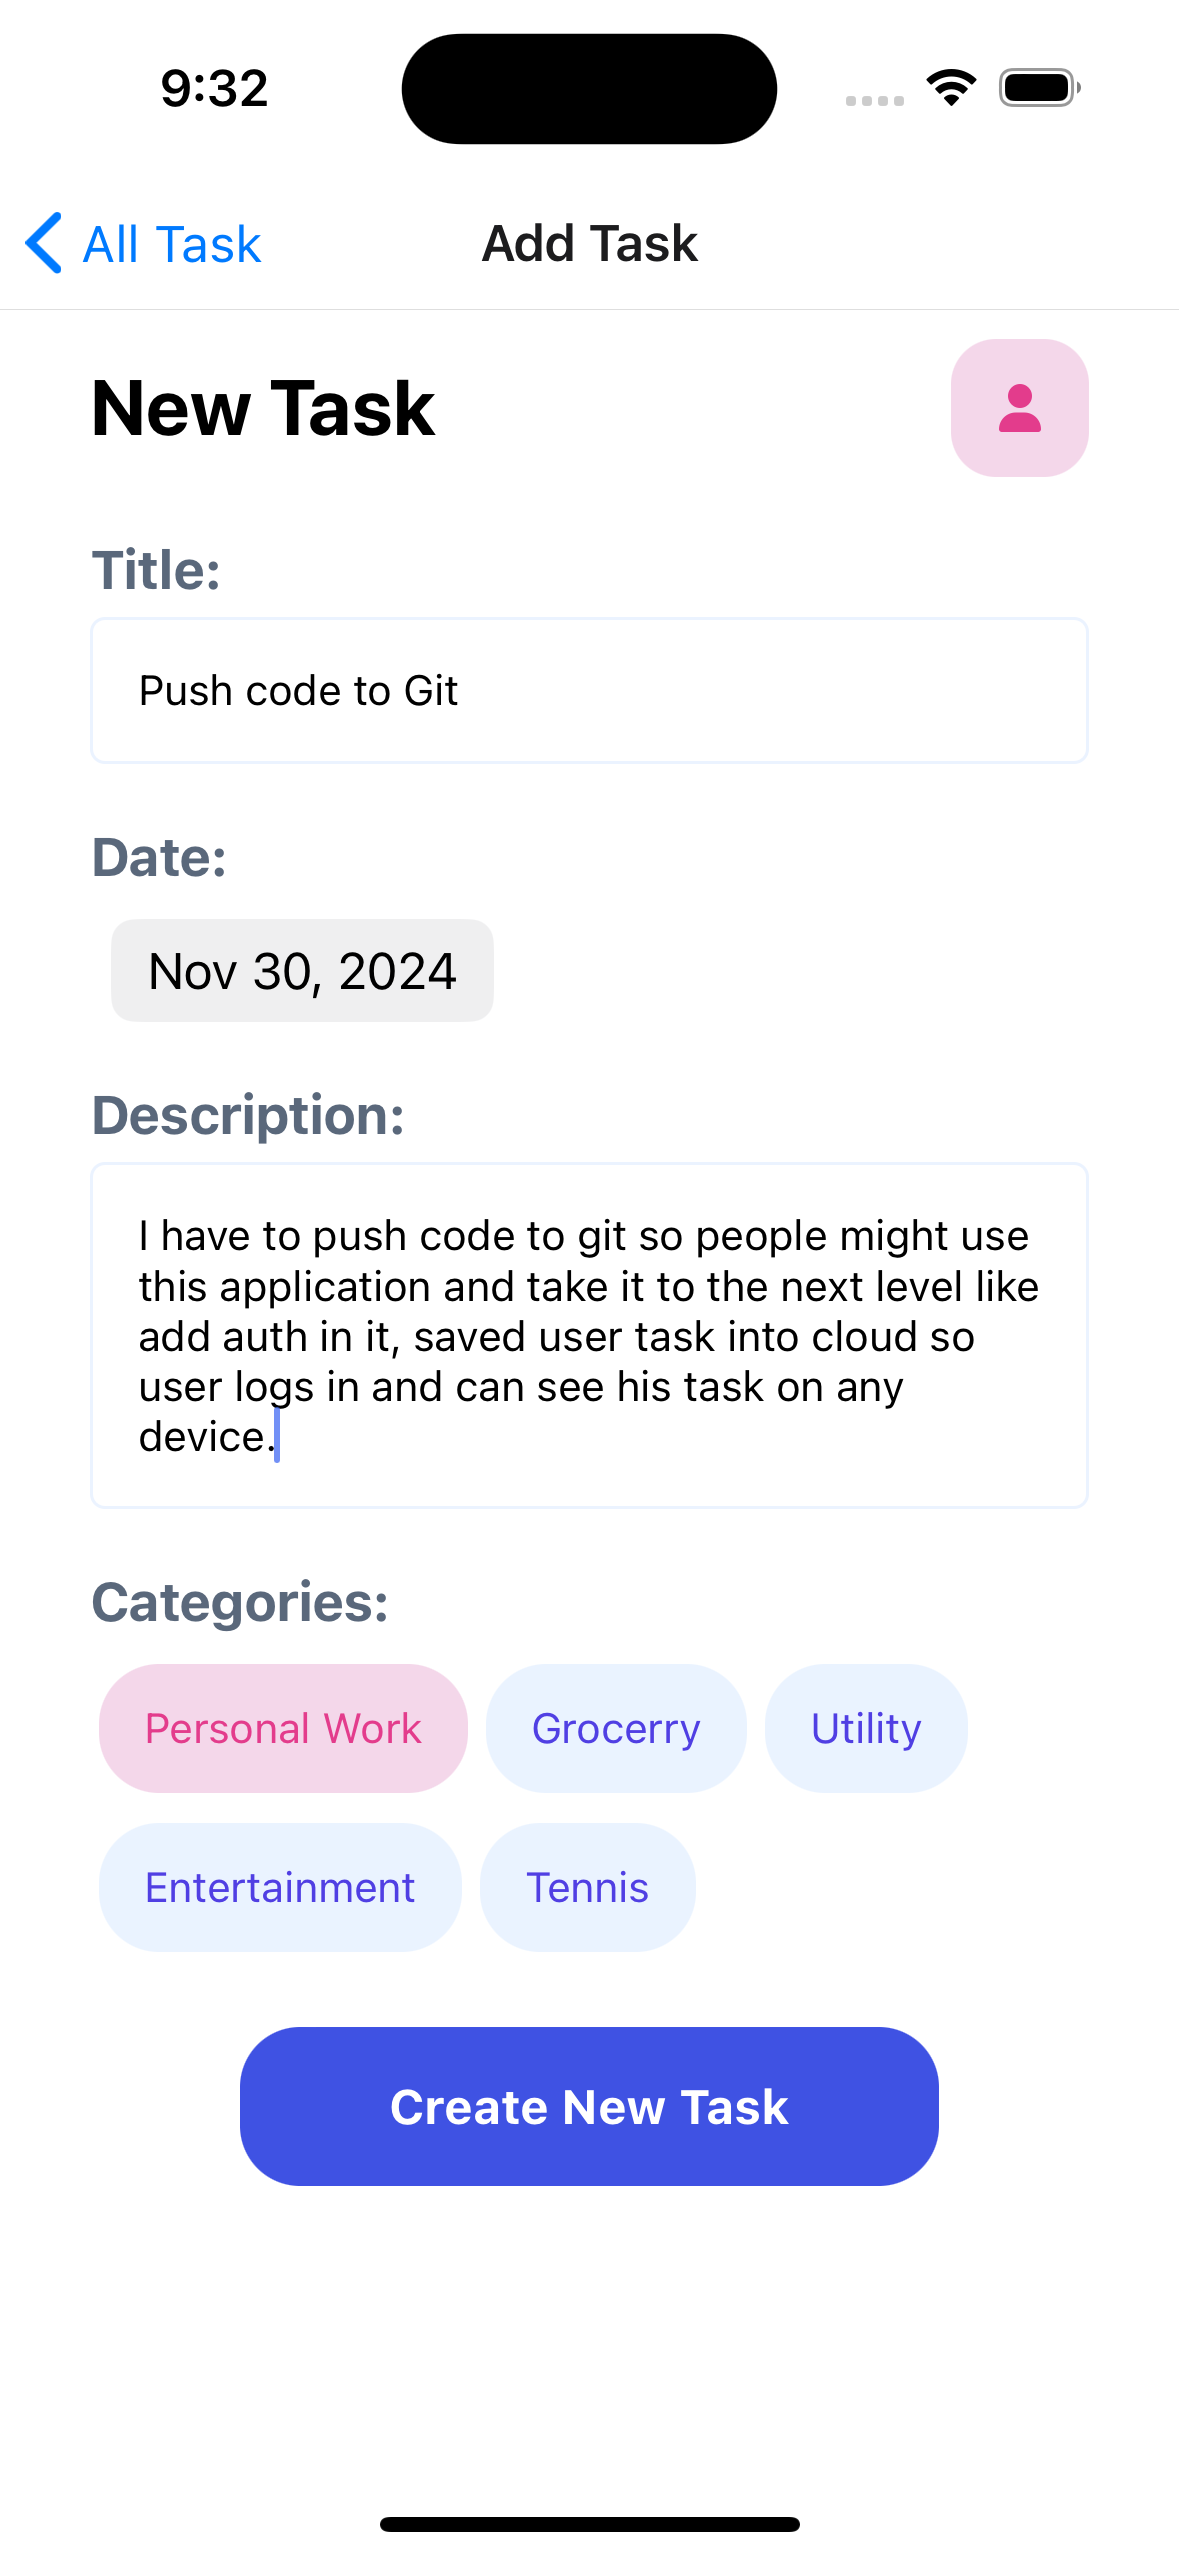 9:32
All Task
Add Task
New Task
Title:
Push code to Git
Date:
Nov 30, 2024
Description:
I have to push code to git so people might use
this application and take it to the next level like
add auth in it, saved user task into cloud so
user logs in and can see his task on any
device.
Categories:
Personal Work
Grocerry
Utility
Entertainment
Tennis
Create New Task